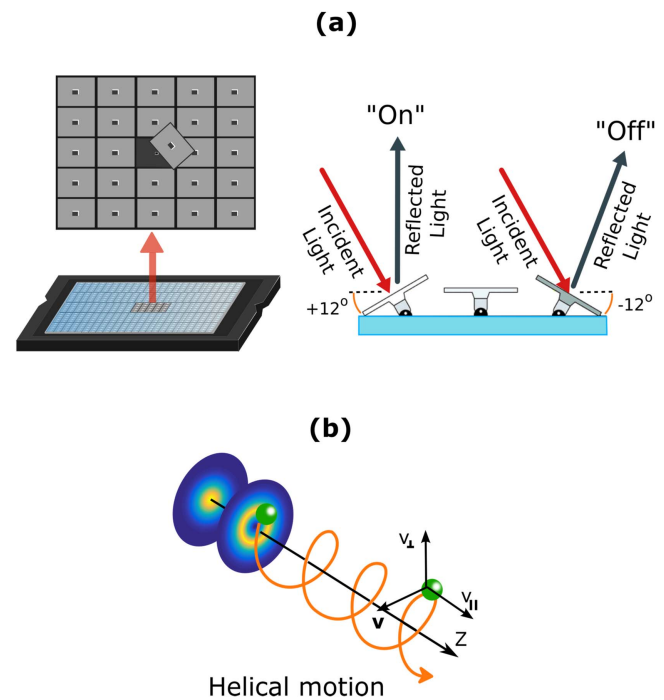 (a)
"On"
"Off"
Incident
Light
Reflected
Light
Incident
Light
Reflected
Light
+12°
-12°
(b)
V⊥
V||
V
Z
Helical motion